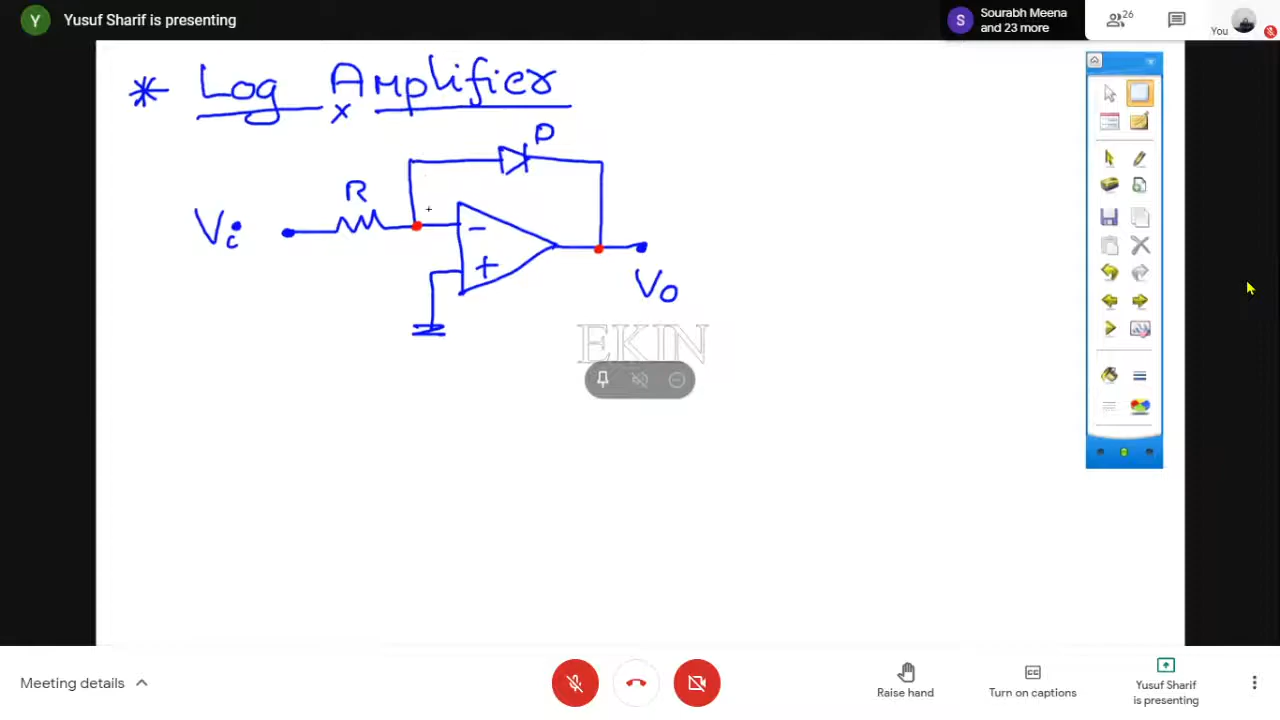 Y Yusuf Sharif is presenting
S Sourabh Meena
and 23 more
26
You
* Log Amplifier
x
D
R
Vi
-
+
Vo
EKIN
Meeting details
Raise hand
CC
Turn on captions
Yusuf Sharif
is presenting